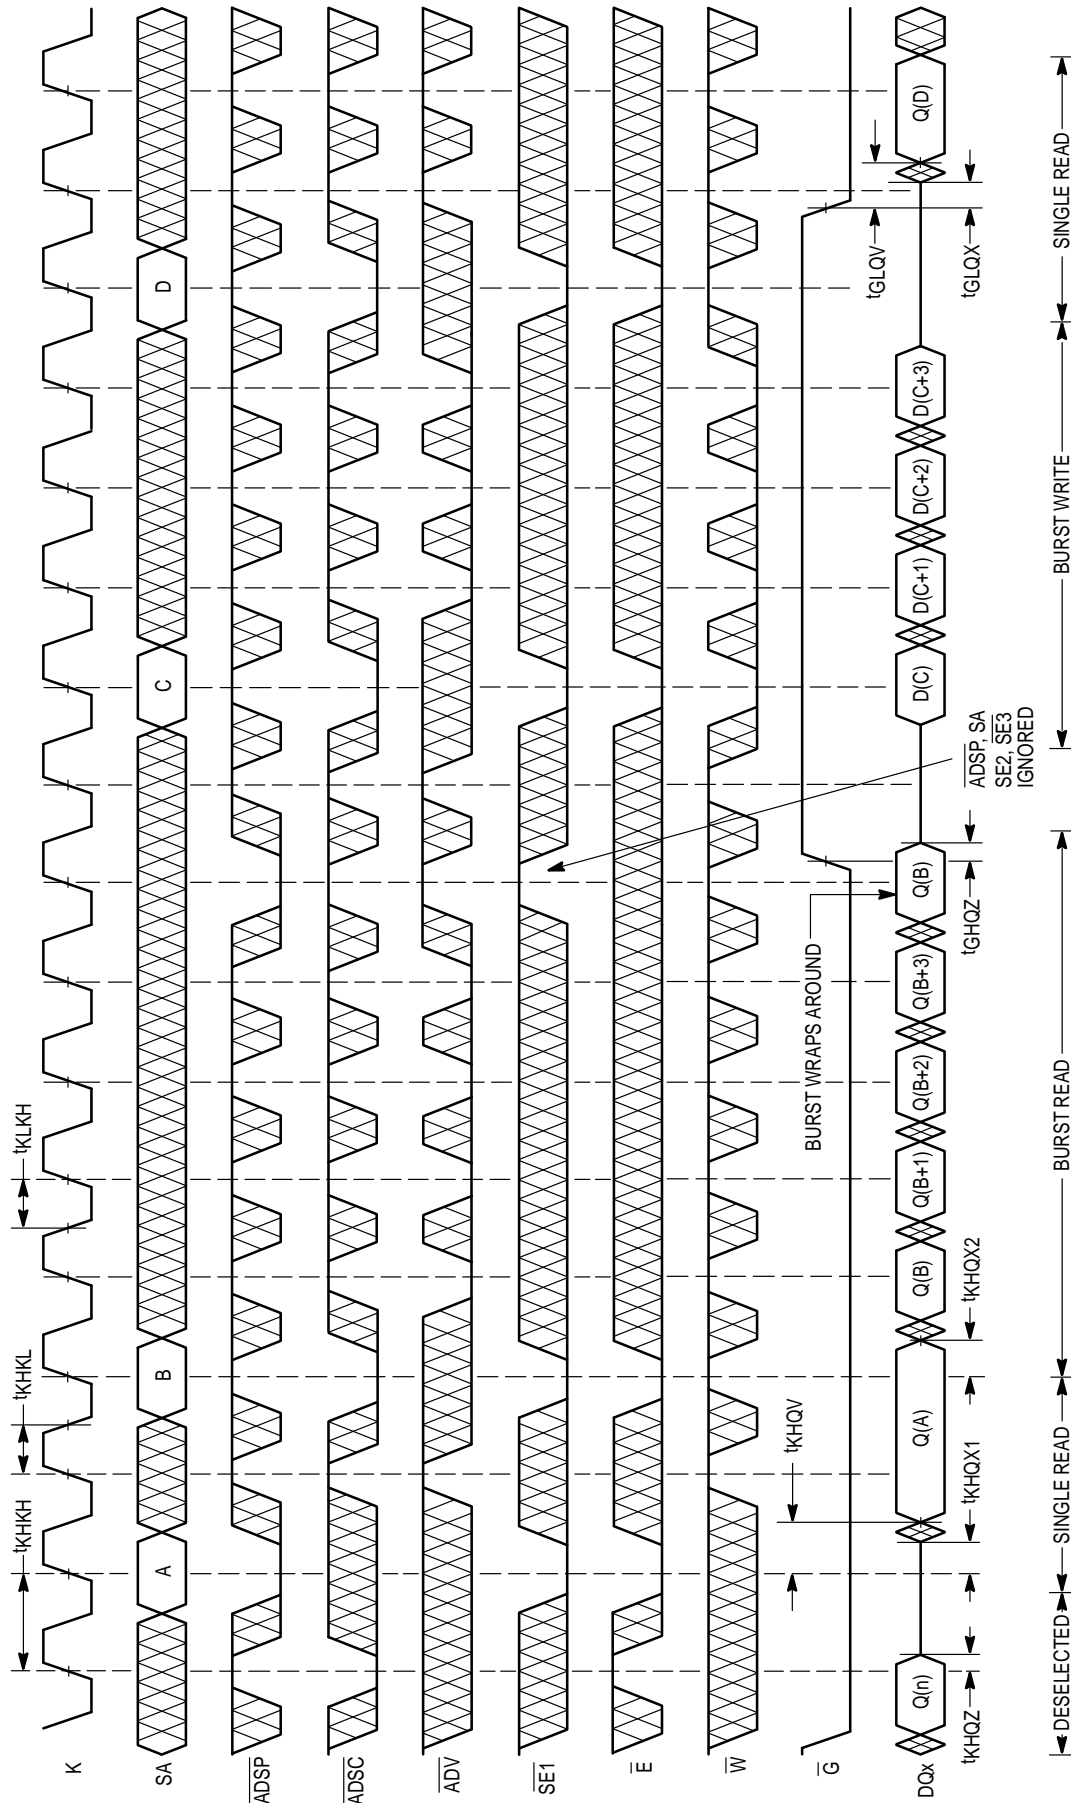 tKHKH
tKHKL
tKLKH
K
SA
A
B
C
D
ADSP
ADSC
ADV
SE1
E
W
G
tKHQV
BURST WRAPS AROUND
ADSP, SA
SE2, SE3
IGNORED
tGLQV
DQx
Q(n)
Q(A)
Q(B)
Q(B+1)
Q(B+2)
Q(B+3)
Q(B)
D(C)
D(C+1)
D(C+2)
D(C+3)
Q(D)
tKHQZ
tKHQX1
tKHQX2
tGHQZ
tGLQX
DESELECTED
SINGLE READ
BURST READ
BURST WRITE
SINGLE READ